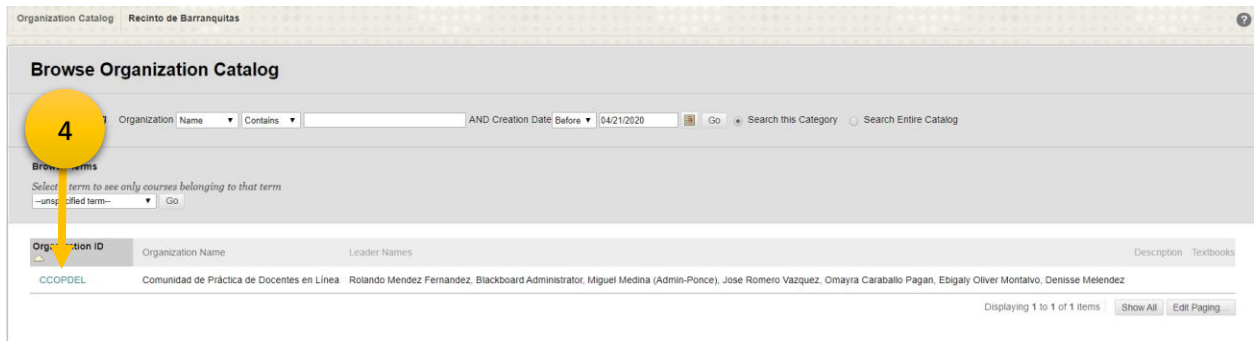 Organization Catalog Recinto de Barranquitas ?
Browse Organization Catalog
4
Organization Name Contains AND Creation Date Before 04/21/2020 Go Search this Category Search Entire Catalog
Select a term to see only courses belonging to that term
--unspecified term-- Go
Organization ID Organization Name Leader Names Description Textbooks
CCOPDEL Comunidad de Práctica de Docentes en Línea Rolando Mendez Fernandez, Blackboard Administrator, Miguel Medina (Admin-Ponce), Jose Romero Vazquez, Omayra Caraballo Pagan, Ebigaly Oliver Montalvo, Denisse Melendez
Displaying 1 to 1 of 1 items Show All Edit Paging...